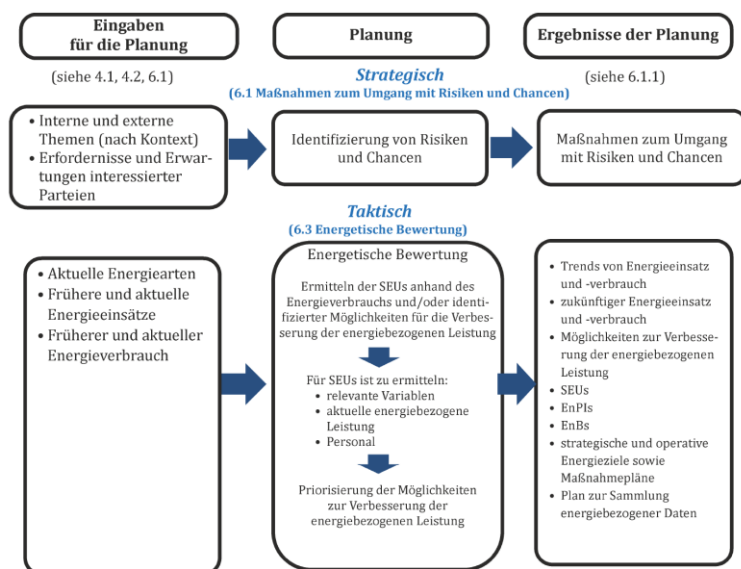 Eingaben
für die Planung
Planung
Ergebnisse der Planung
(siehe 4.1, 4.2, 6.1)
Strategisch
(siehe 6.1.1)
(6.1 Maßnahmen zum Umgang mit Risiken und Chancen)
• Interne und externe
Themen (nach Kontext)
• Erfordernisse und Erwar-
tungen interessierter
Parteien
Identifizierung von Risiken
und Chancen
Maßnahmen zum Umgang
mit Risiken und Chancen
Taktisch
(6.3 Energetische Bewertung)
• Aktuelle Energiearten
• Frühere und aktuelle
Energieeinsätze
• Früherer und aktueller
Energieverbrauch
Energetische Bewertung
Ermitteln der SEUs anhand des
Energieverbrauchs und/oder identi-
fizierter Möglichkeiten für die Verbes-
serung der energiebezogenen Leistung
Für SEUs ist zu ermitteln:
• relevante Variablen
• aktuelle energiebezogene
Leistung
• Personal
Priorisierung der Möglichkeiten
zur Verbesserung der
energiebezogenen Leistung
• Trends von Energieeinsatz
und -verbrauch
• zukünftiger Energieeinsatz
und -verbrauch
• Möglichkeiten zur Verbesse-
rung der energiebezogenen
Leistung
• SEUs
• EnPIs
• EnBs
• strategische und operative
Energieziele sowie
Maßnahmepläne
• Plan zur Sammlung
energiebezogener Daten